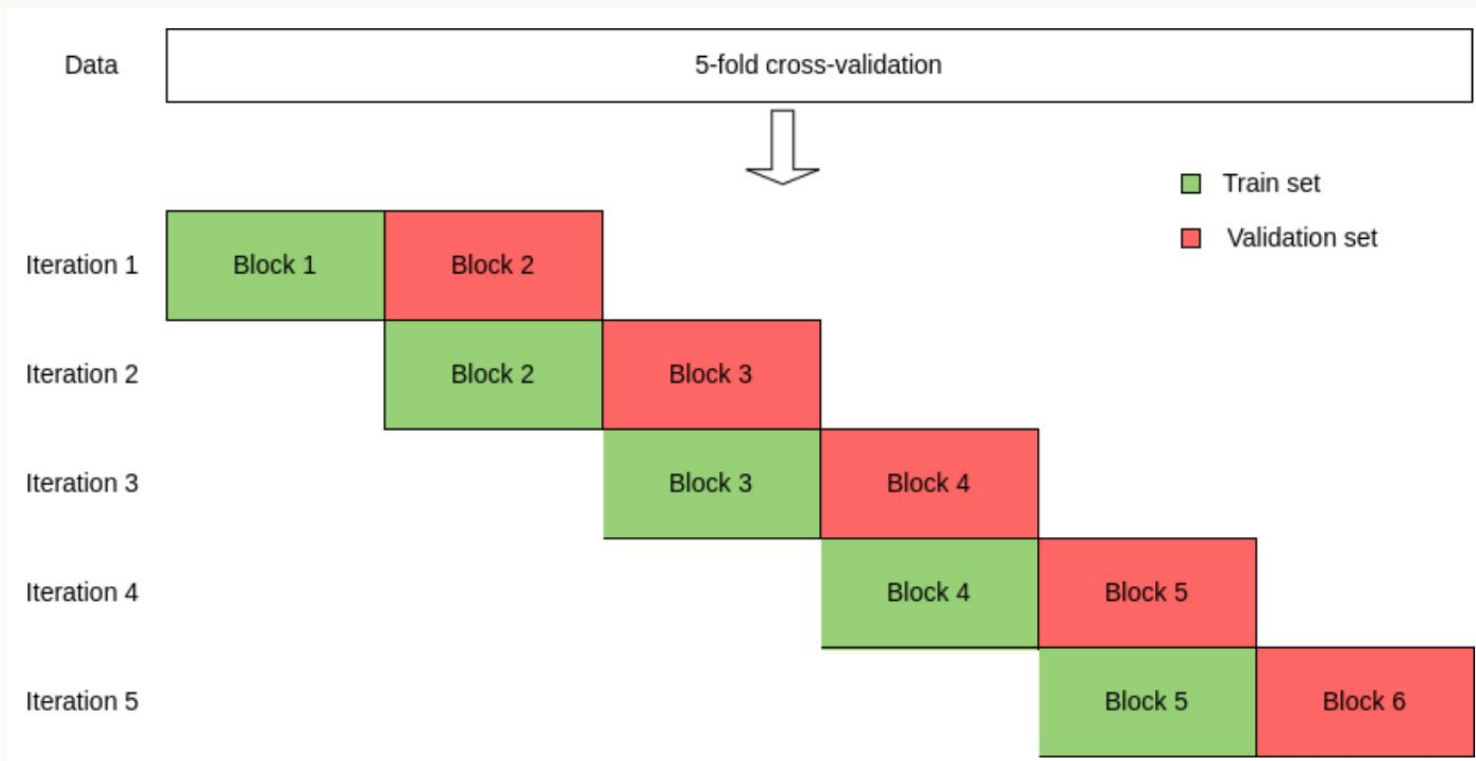 Data
5-fold cross-validation
Train set
Validation set
Iteration 1 Block 1 Block 2
Iteration 2 Block 2 Block 3
Iteration 3 Block 3 Block 4
Iteration 4 Block 4 Block 5
Iteration 5 Block 5 Block 6